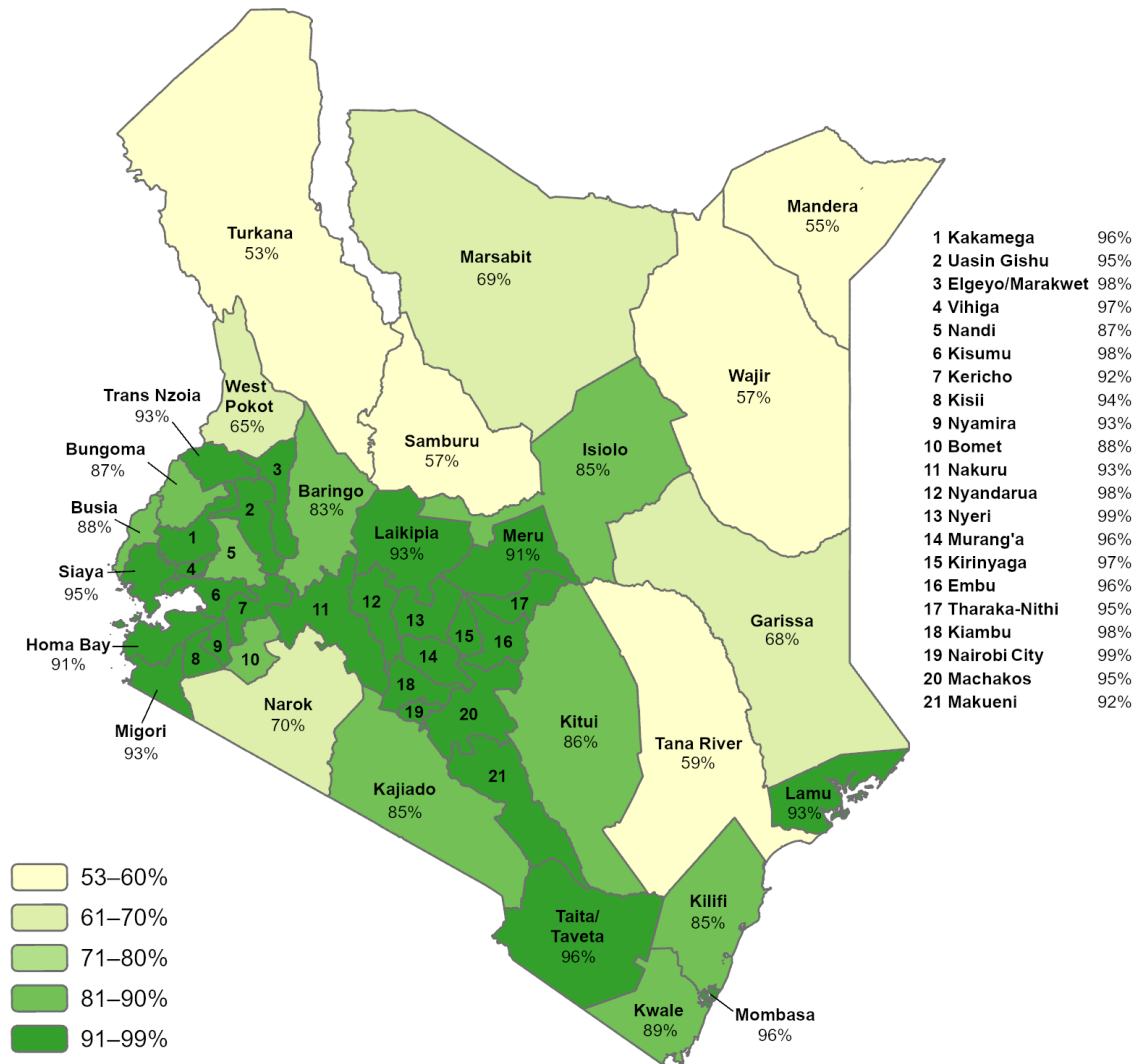 Turkana
53%
Marsabit
69%
Mandera
55%
Wajir
57%
West
Pokot
65%
Samburu
57%
Isiolo
85%
Trans Nzoia
93%
Bungoma
87%
Busia
88%
Siaya
95%
Homa Bay
91%
Migori
93%
Baringo
83%
Laikipia
93%
Meru
91%
Garissa
68%
Narok
70%
Kitui
86%
Tana River
59%
Kajiado
85%
Lamu
93%
Taita/
Taveta
96%
Kilifi
85%
Kwale
89%
Mombasa
96%
1
2
3
4
5
6
7
8
9
10
11
12
13
14
15
16
17
18
19
20
21
1 Kakamega 96%
2 Uasin Gishu 95%
3 Elgeyo/Marakwet 98%
4 Vihiga 97%
5 Nandi 87%
6 Kisumu 98%
7 Kericho 92%
8 Kisii 94%
9 Nyamira 93%
10 Bomet 88%
11 Nakuru 93%
12 Nyandarua 98%
13 Nyeri 99%
14 Murang'a 96%
15 Kirinyaga 97%
16 Embu 96%
17 Tharaka-Nithi 95%
18 Kiambu 98%
19 Nairobi City 99%
20 Machakos 95%
21 Makueni 92%
53–60%
61–70%
71–80%
81–90%
91–99%